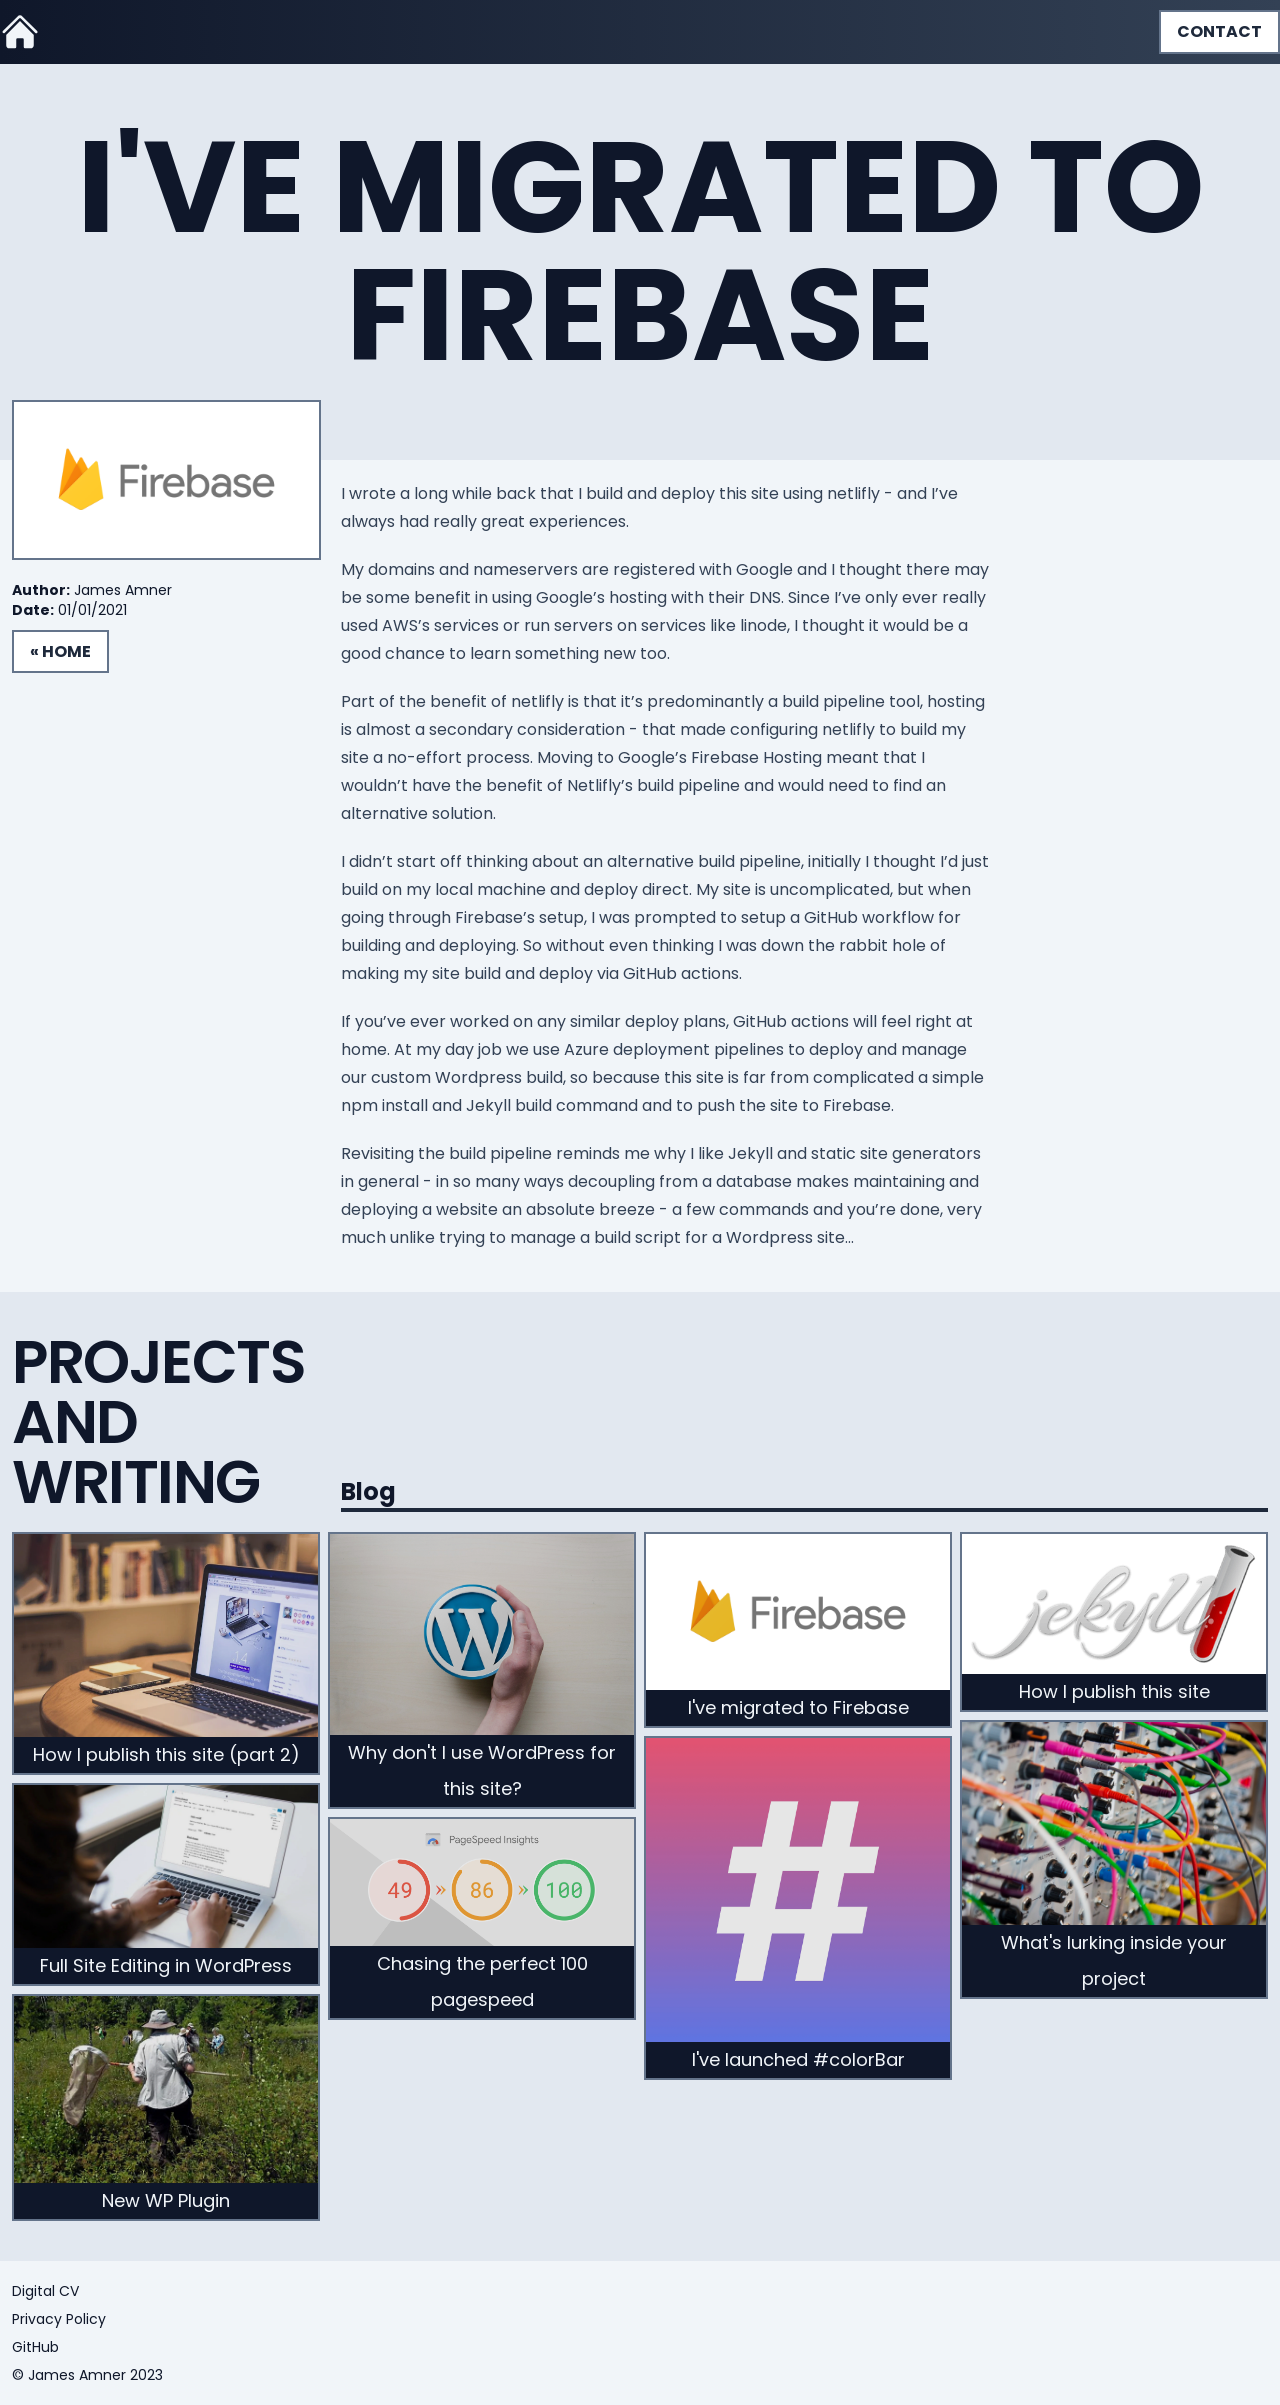 CONTACT
I'VE MIGRATED TO
FIREBASE
Firebase
Author: James Amner
Date: 01/01/2021
« HOME
I wrote a long while back that I build and deploy this site using netlifly - and I’ve
always had really great experiences.
My domains and nameservers are registered with Google and I thought there may
be some benefit in using Google’s hosting with their DNS. Since I’ve only ever really
used AWS’s services or run servers on services like linode, I thought it would be a
good chance to learn something new too.
Part of the benefit of netlifly is that it’s predominantly a build pipeline tool, hosting
is almost a secondary consideration - that made configuring netlifly to build my
site a no-effort process. Moving to Google’s Firebase Hosting meant that I
wouldn’t have the benefit of Netlifly’s build pipeline and would need to find an
alternative solution.
I didn’t start off thinking about an alternative build pipeline, initially I thought I’d just
build on my local machine and deploy direct. My site is uncomplicated, but when
going through Firebase’s setup, I was prompted to setup a GitHub workflow for
building and deploying. So without even thinking I was down the rabbit hole of
making my site build and deploy via GitHub actions.
If you’ve ever worked on any similar deploy plans, GitHub actions will feel right at
home. At my day job we use Azure deployment pipelines to deploy and manage
our custom Wordpress build, so because this site is far from complicated a simple
npm install and Jekyll build command and to push the site to Firebase.
Revisiting the build pipeline reminds me why I like Jekyll and static site generators
in general - in so many ways decoupling from a database makes maintaining and
deploying a website an absolute breeze - a few commands and you’re done, very
much unlike trying to manage a build script for a Wordpress site…
PROJECTS
AND
WRITING
Blog
How I publish this site (part 2)
Full Site Editing in WordPress
New WP Plugin
W
Why don't I use WordPress for
this site?
PageSpeed Insights
49 » 86 » 100
Chasing the perfect 100
pagespeed
Firebase
I've migrated to Firebase
#
I've launched #colorBar
jekyll
How I publish this site
What's lurking inside your
project
Digital CV
Privacy Policy
GitHub
© James Amner 2023